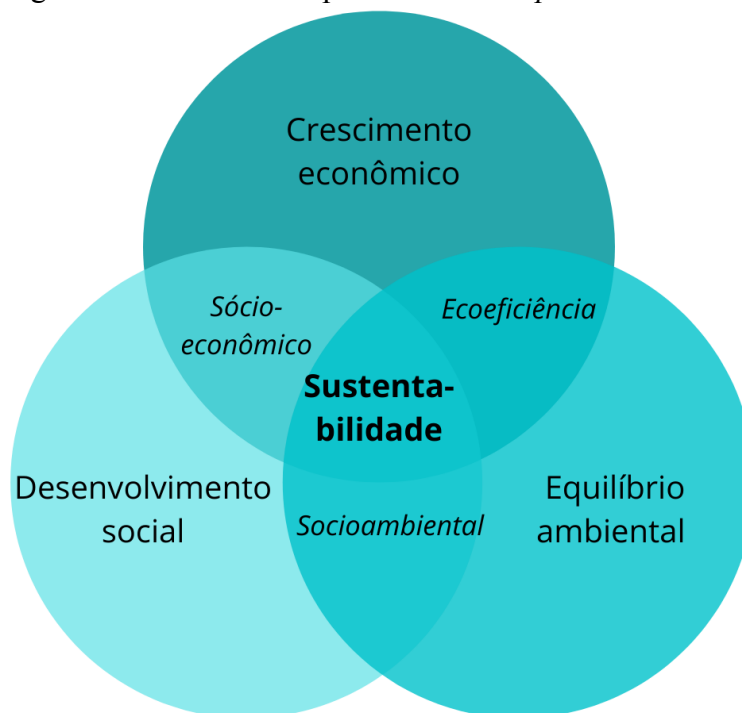 Crescimento
econômico
Sócio-
econômico
Ecoeficiência
Sustenta-
bilidade
Desenvolvimento
social
Socioambiental
Equilíbrio
ambiental